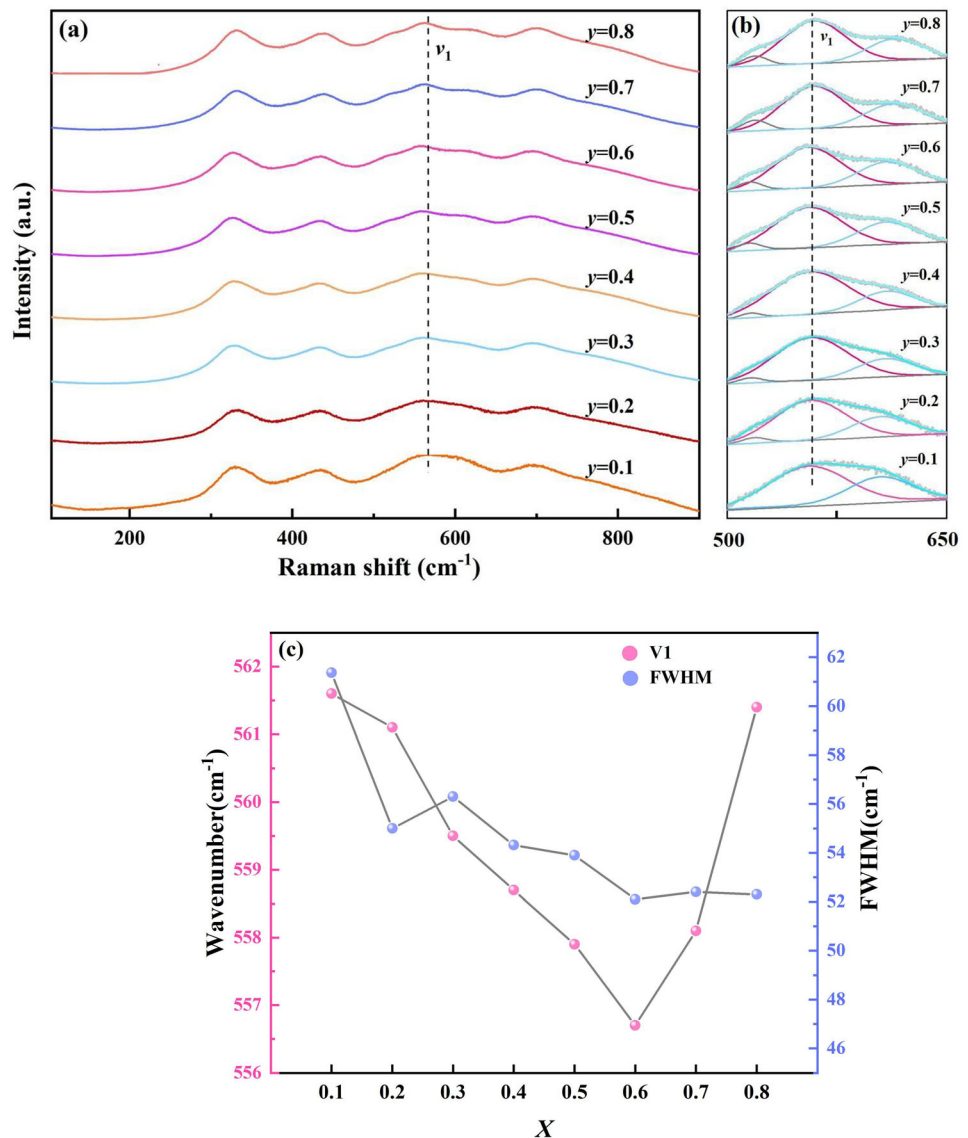 (a)
ν₁
y=0.8
y=0.7
y=0.6
y=0.5
y=0.4
y=0.3
y=0.2
y=0.1
Intensity (a.u.)
200
400
600
800
Raman shift (cm⁻¹)
(b)
ν₁
y=0.8
y=0.7
y=0.6
y=0.5
y=0.4
y=0.3
y=0.2
y=0.1
500
650
(c)
V1
FWHM
Wavenumber(cm⁻¹)
562
561
560
559
558
557
556
FWHM(cm⁻¹)
62
60
58
56
54
52
50
48
46
0.1
0.2
0.3
0.4
0.5
0.6
0.7
0.8
X